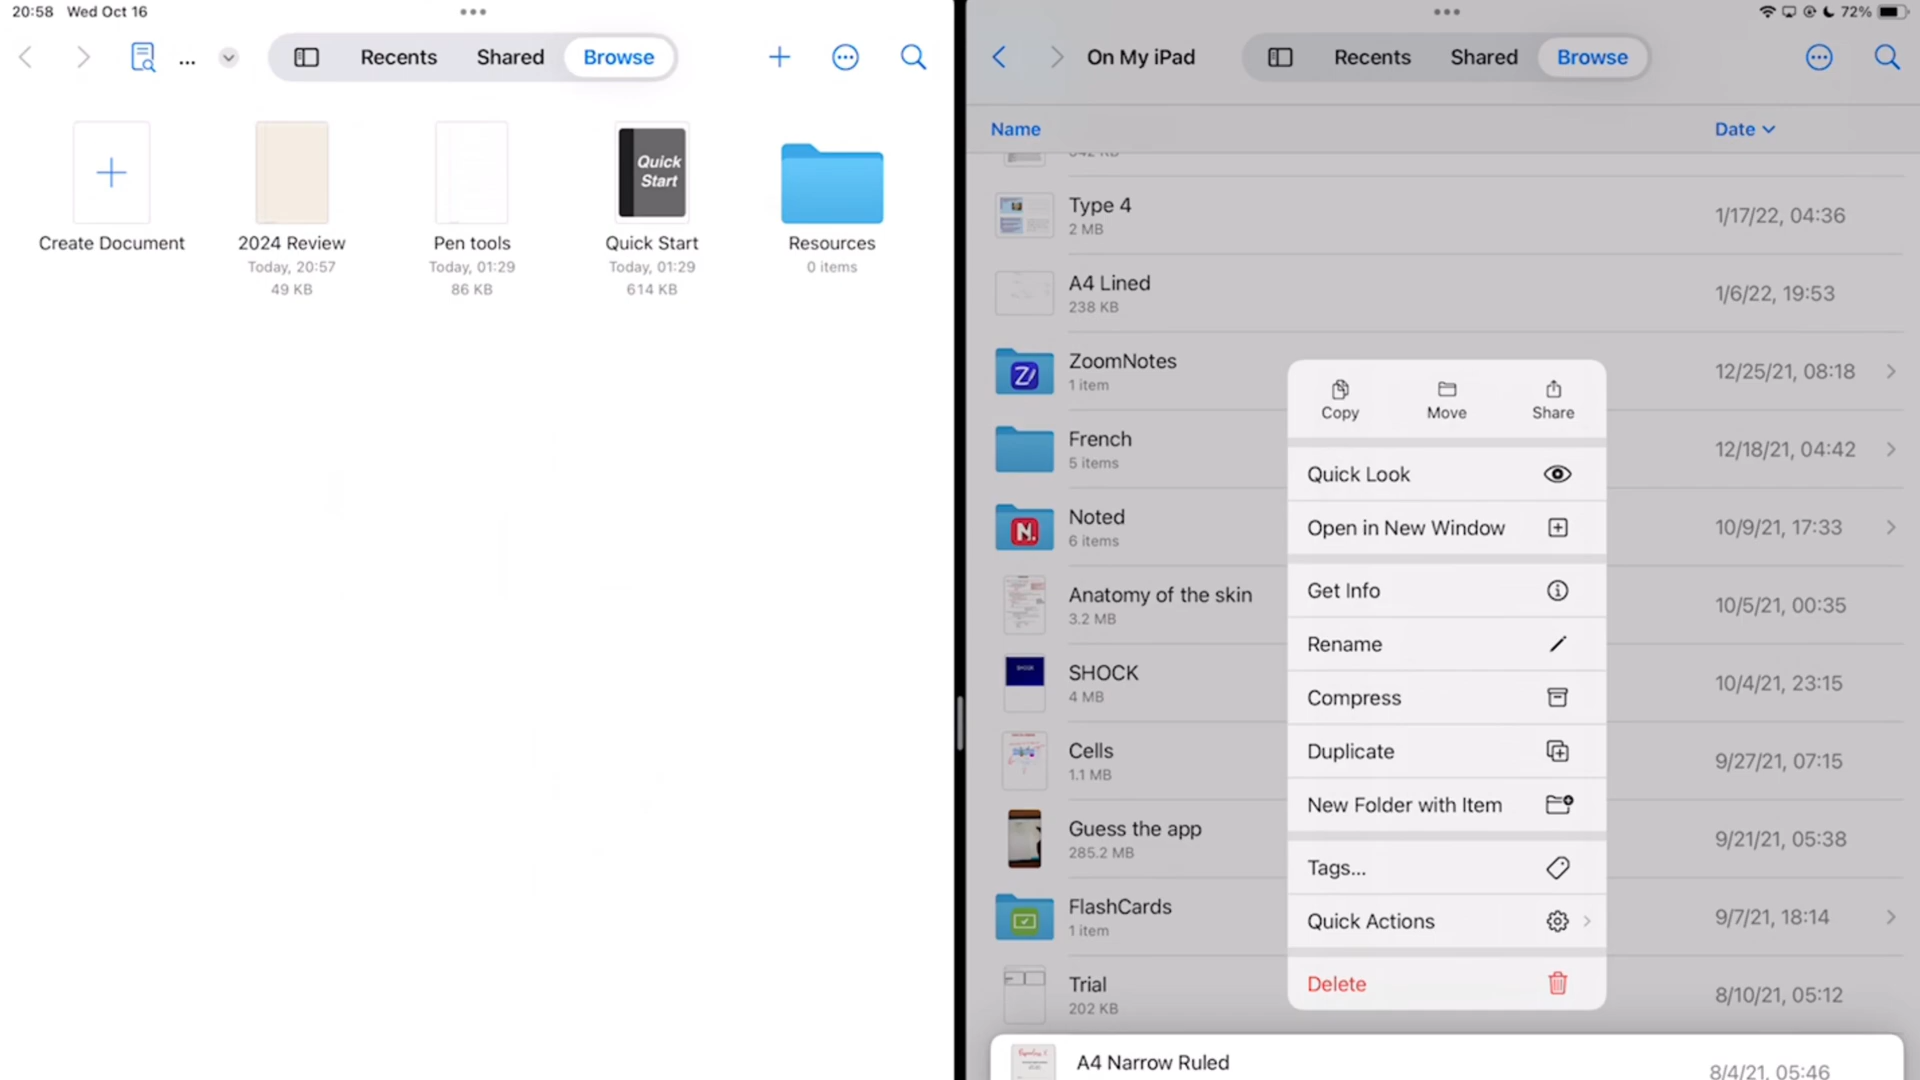 20:58 Wed Oct 16
...
Recents
Shared
Browse
Create Document
2024 Review
Today, 20:57
49 KB
Pen tools
Today, 01:29
86 KB
Quick
Start
Quick Start
Today, 01:29
614 KB
Resources
0 items
72%
On My iPad
Recents
Shared
Browse
Name
Date
Type 4
2 MB
1/17/22, 04:36
A4 Lined
238 KB
1/6/22, 19:53
ZoomNotes
1 item
12/25/21, 08:18
French
5 items
12/18/21, 04:42
Noted
6 items
10/9/21, 17:33
Anatomy of the skin
3.2 MB
10/5/21, 00:35
SHOCK
SHOCK
4 MB
10/4/21, 23:15
Cells
1.1 MB
9/27/21, 07:15
Guess the app
285.2 MB
9/21/21, 05:38
FlashCards
1 item
9/7/21, 18:14
Trial
202 KB
8/10/21, 05:12
A4 Narrow Ruled
8/4/21, 05:46
Copy
Move
Share
Quick Look
Open in New Window
Get Info
Rename
Compress
Duplicate
New Folder with Item
Tags...
Quick Actions
Delete